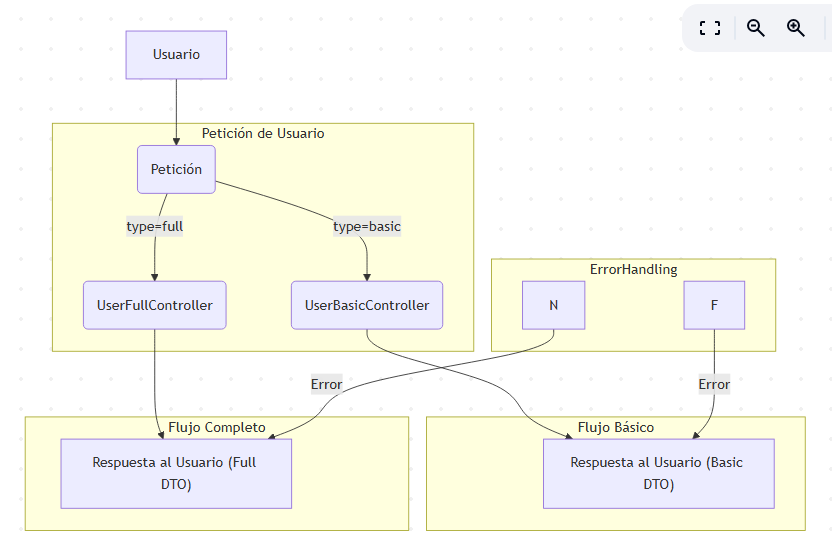 Usuario
Petición de Usuario
Petición
type=full
type=basic
ErrorHandling
UserFullController
UserBasicController
N
F
Error
Error
Flujo Completo
Flujo Básico
Respuesta al Usuario (Full
DTO)
Respuesta al Usuario (Basic
DTO)